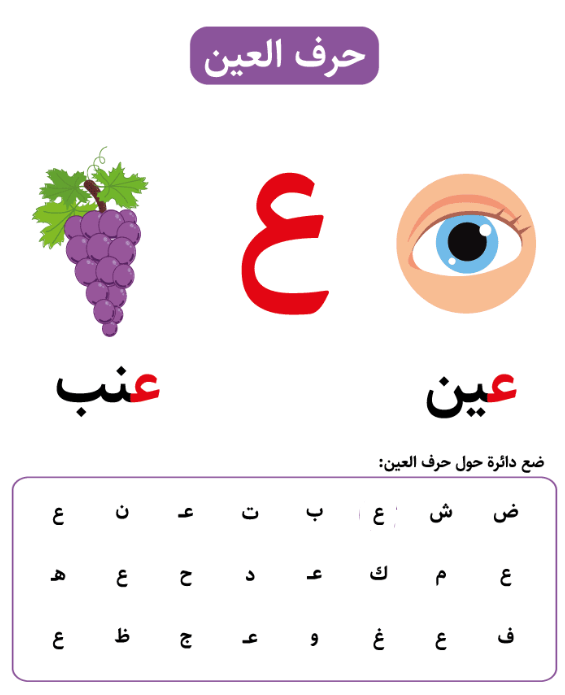 حرف العين
ع
عين عنب
ضع دائرة حول حرف العين:
ض ش ع ب ت عـ ن ع
ع م ك عـ د ح ع هـ
ف ع غ و عـ ج ظ ع